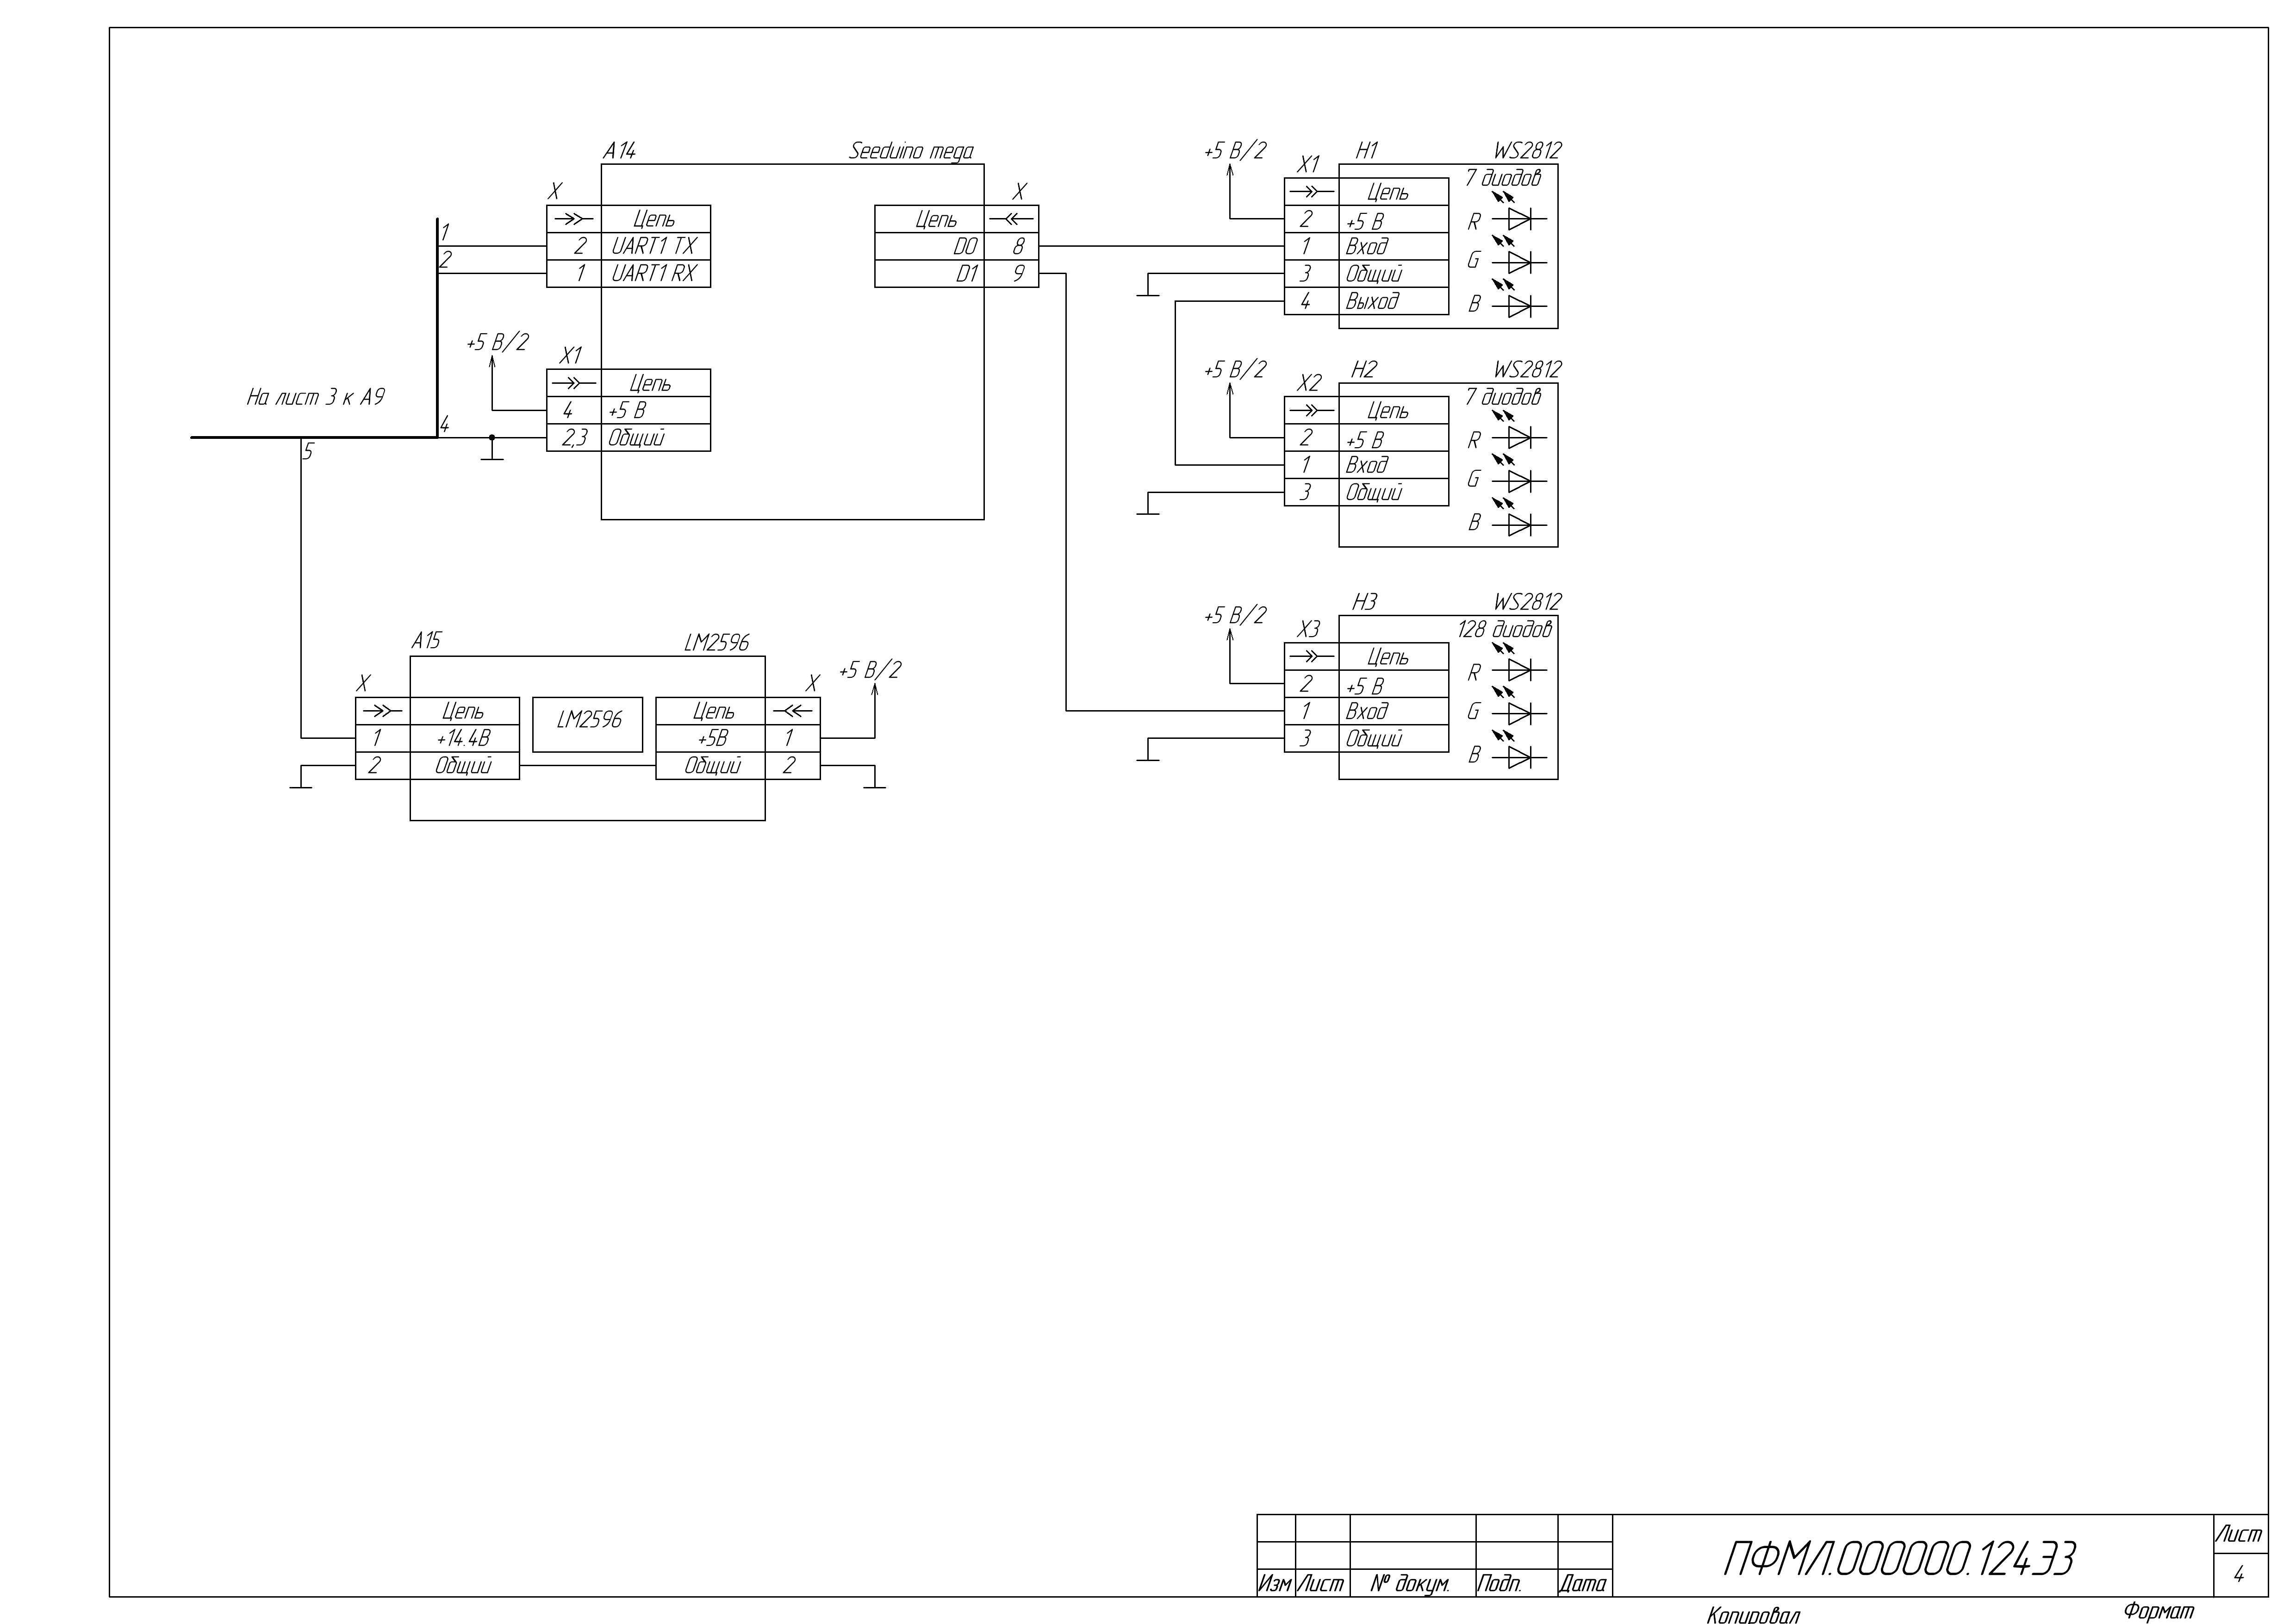 А14
Seeduino mega
X
Цепь
2 UART1 TX
1 UART1 RX
X
Цепь
D0 8
D1 9
1
2
4
5
На лист 3 к А9
+5 В/2
X1
Цепь
4 +5 В
2,3 Общий
А15
LM2596
X
Цепь
1 +14.4В
2 Общий
LM2596
X
Цепь
+5В 1
Общий 2
+5 В/2
+5 В/2
X1
H1
WS2812
7 диодов
Цепь
2 +5 В
1 Вход
3 Общий
4 Выход
R
G
B
+5 В/2
X2
H2
WS2812
7 диодов
Цепь
2 +5 В
1 Вход
3 Общий
R
G
B
+5 В/2
X3
H3
WS2812
128 диодов
Цепь
2 +5 В
1 Вход
3 Общий
R
G
B
Изм Лист № докум. Подп. Дата
ПФМЛ.000000.124ЭЗ
Лист
4
Копировал
Формат